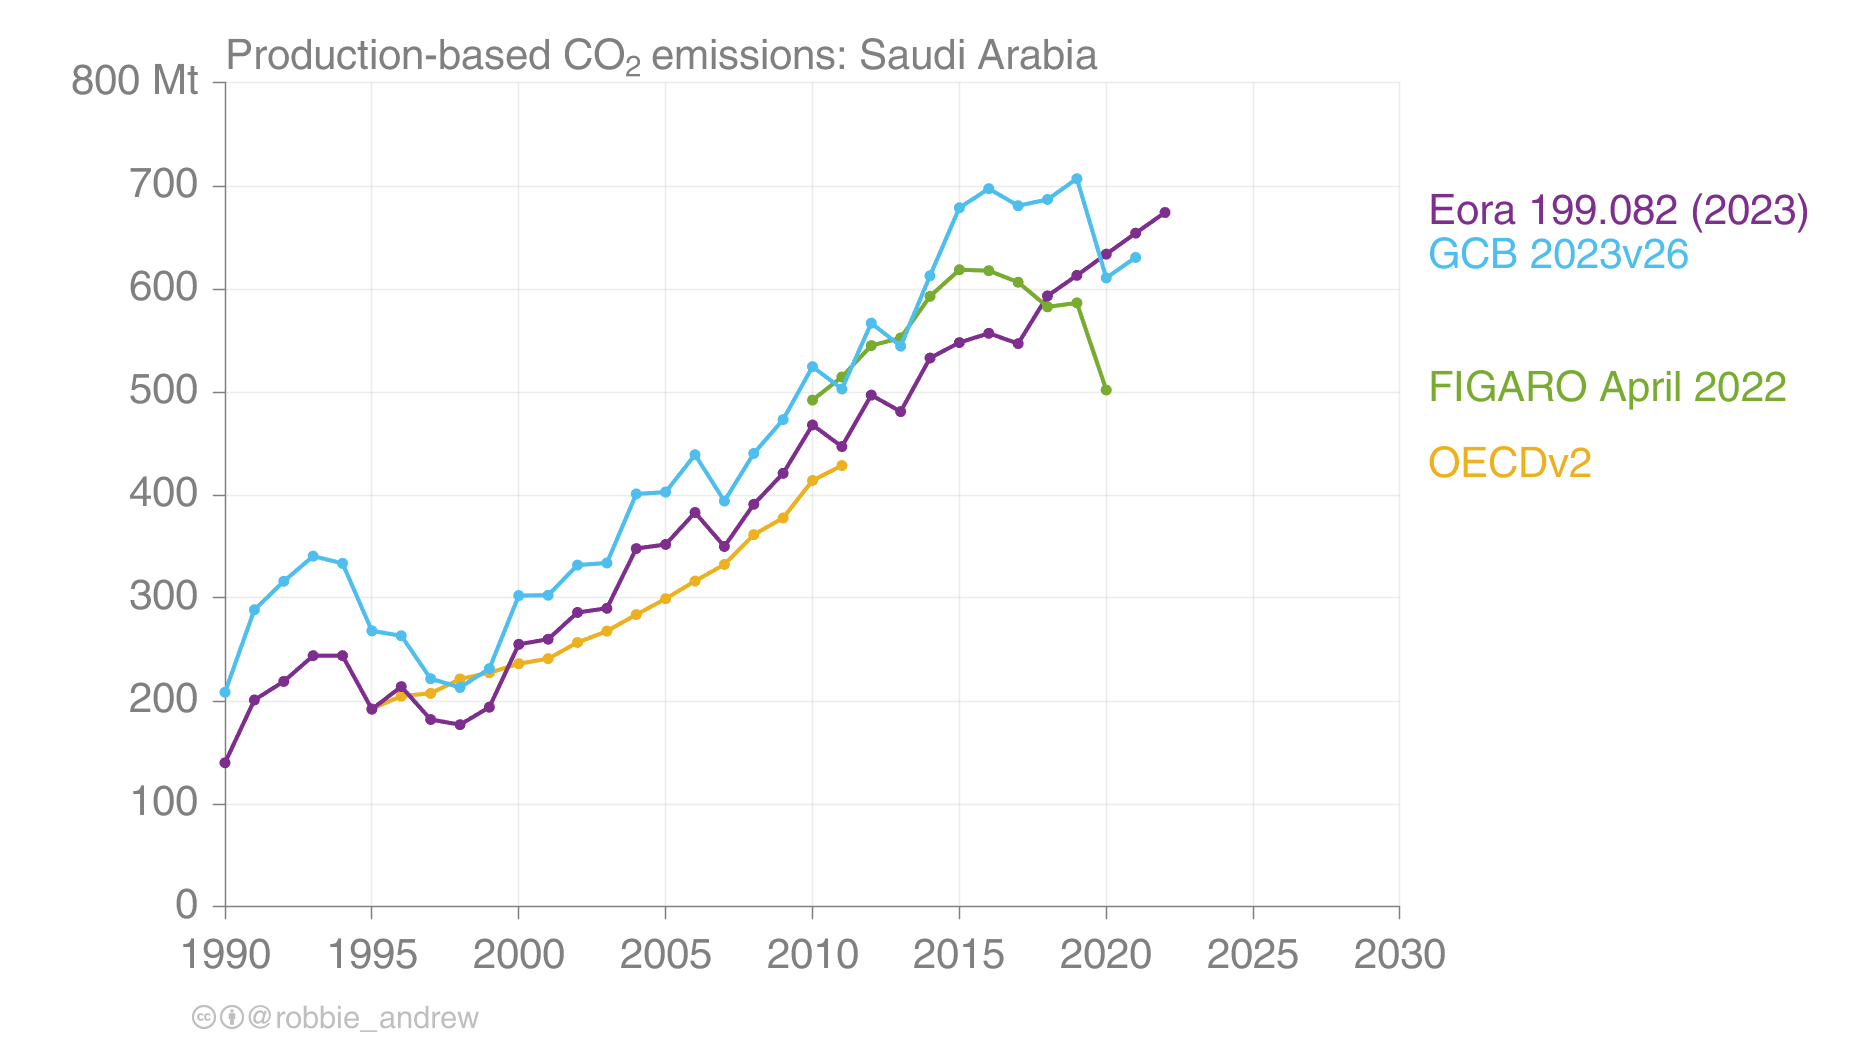 Production-based CO₂ emissions: Saudi Arabia
800 Mt
700
600
500
400
300
200
100
0
1990 1995 2000 2005 2010 2015 2020 2025 2030
Eora 199.082 (2023)
GCB 2023v26
FIGARO April 2022
OECDv2
cc @robbie_andrew